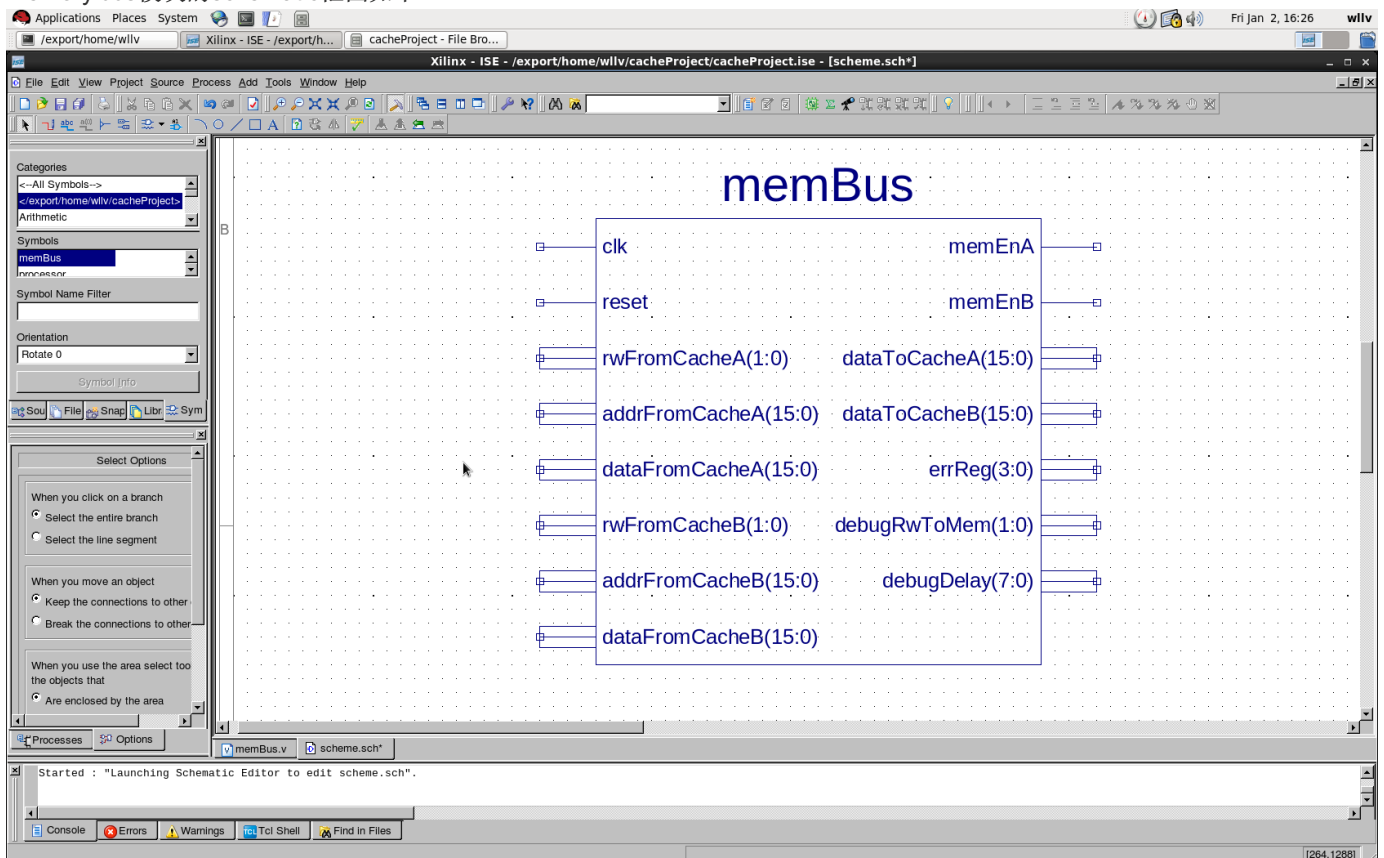 Applications Places System
Fri Jan 2, 16:26 wllv
/export/home/wllv
Xilinx - ISE - /export/h...
cacheProject - File Bro...
Xilinx - ISE - /export/home/wllv/cacheProject/cacheProject.ise - [scheme.sch*]
File Edit View Project Source Process Add Tools Window Help
Categories
<--All Symbols-->
</export/home/wllv/cacheProject>
Arithmetic
Symbols
memBus
processor
Symbol Name Filter
Orientation
Rotate 0
Symbol Info
Sou File Snap Libr Sym
Select Options
When you click on a branch
Select the entire branch
Select the line segment
When you move an object
Keep the connections to other
Break the connections to other
When you use the area select too
the objects that
Are enclosed by the area
Processes Options
B
memBus
clk memEnA
reset memEnB
rwFromCacheA(1:0) dataToCacheA(15:0)
addrFromCacheA(15:0) dataToCacheB(15:0)
dataFromCacheA(15:0) errReg(3:0)
rwFromCacheB(1:0) debugRwToMem(1:0)
addrFromCacheB(15:0) debugDelay(7:0)
dataFromCacheB(15:0)
memBus.v scheme.sch*
Started : "Launching Schematic Editor to edit scheme.sch".
Console Errors Warnings Tcl Shell Find in Files
[264,1288]